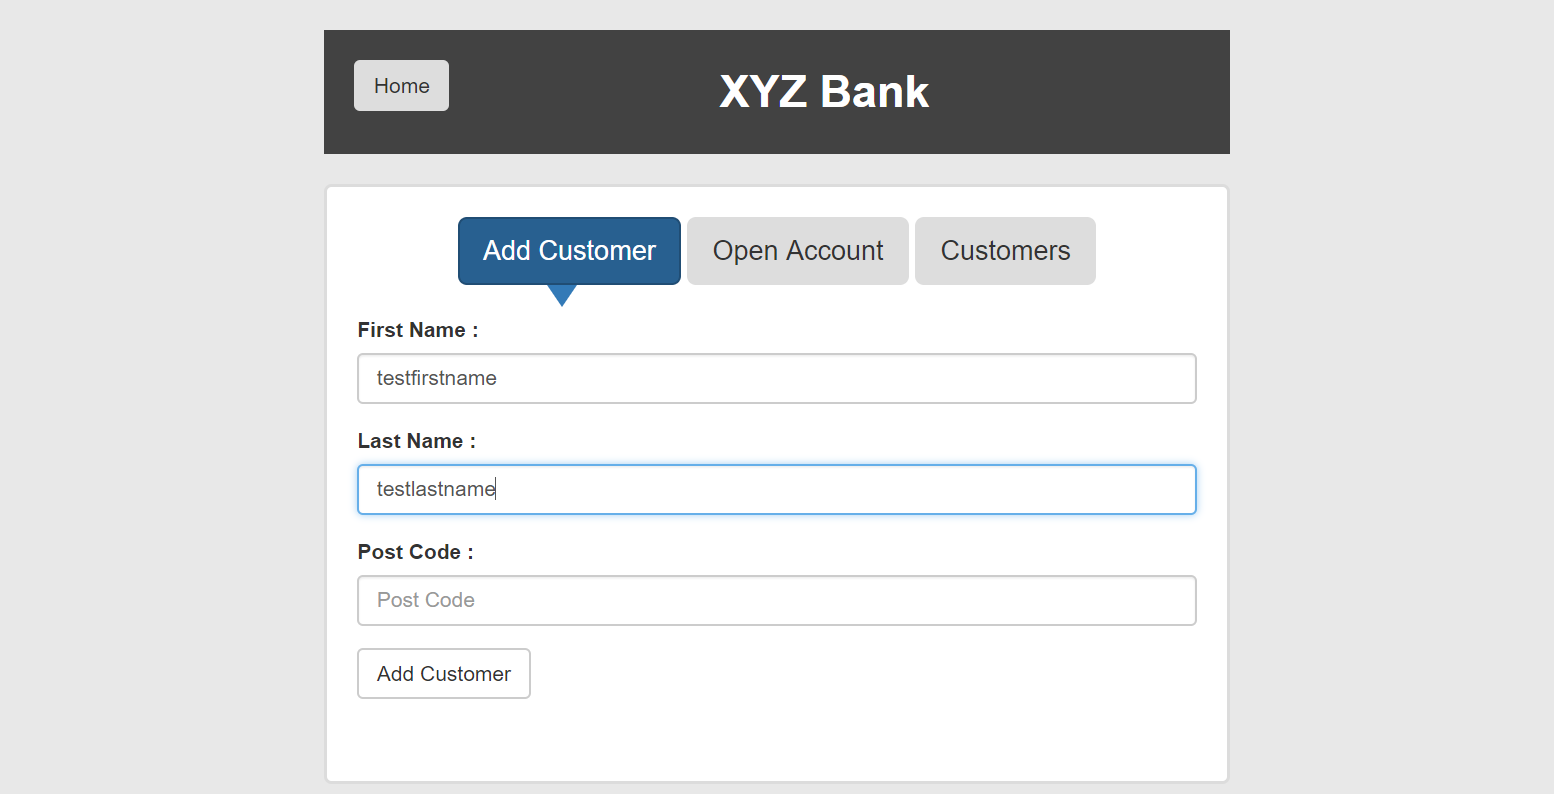 Home
XYZ Bank
Add Customer
Open Account
Customers
First Name :
testfirstname
Last Name :
testlastname
Post Code :
Post Code
Add Customer